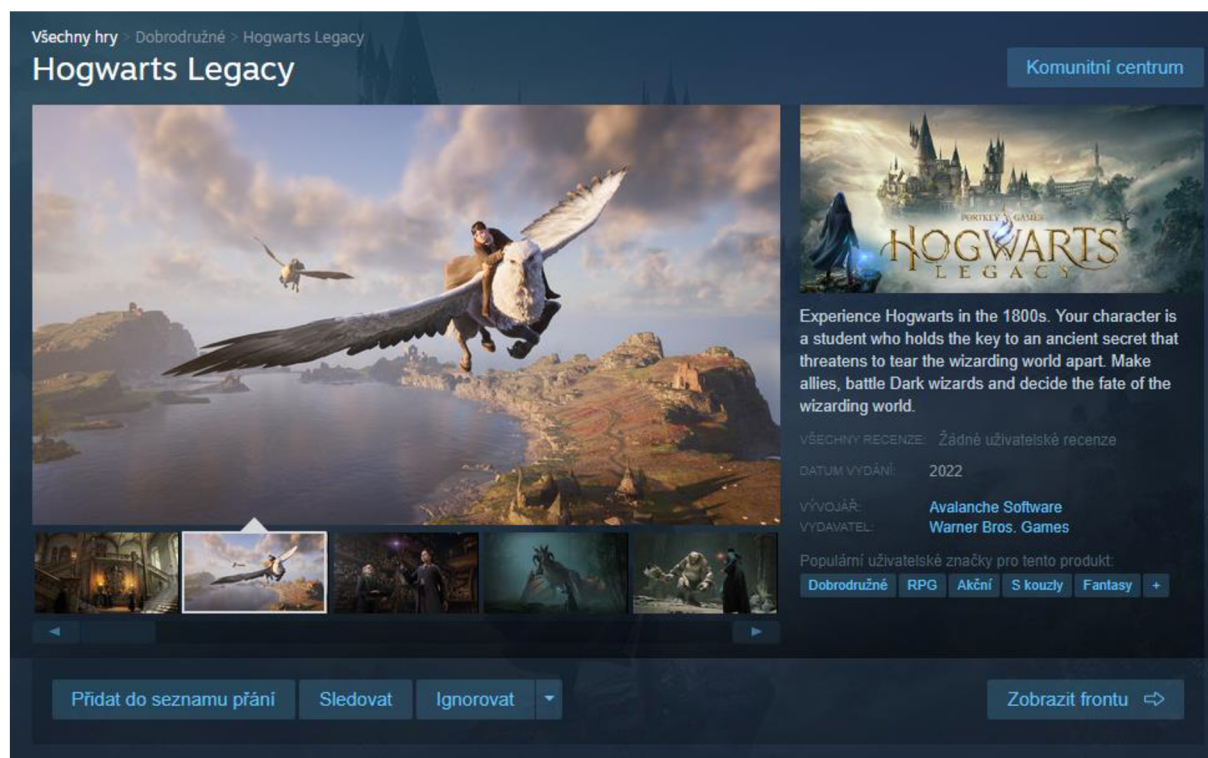 Všechny hry > Dobrodružné > Hogwarts Legacy
Hogwarts Legacy
Komunitní centrum
PORTKEY GAMES
HOGWARTS
LEGACY
Experience Hogwarts in the 1800s. Your character is
a student who holds the key to an ancient secret that
threatens to tear the wizarding world apart. Make
allies, battle Dark wizards and decide the fate of the
wizarding world.
VŠECHNY RECENZE: Žádné uživatelské recenze
DATUM VYDÁNÍ: 2022
VÝVOJÁŘ: Avalanche Software
VYDAVATEL: Warner Bros. Games
Populární uživatelské značky pro tento produkt:
Dobrodružné RPG Akční S kouzly Fantasy +
Přidat do seznamu přání Sledovat Ignorovat Zobrazit frontu